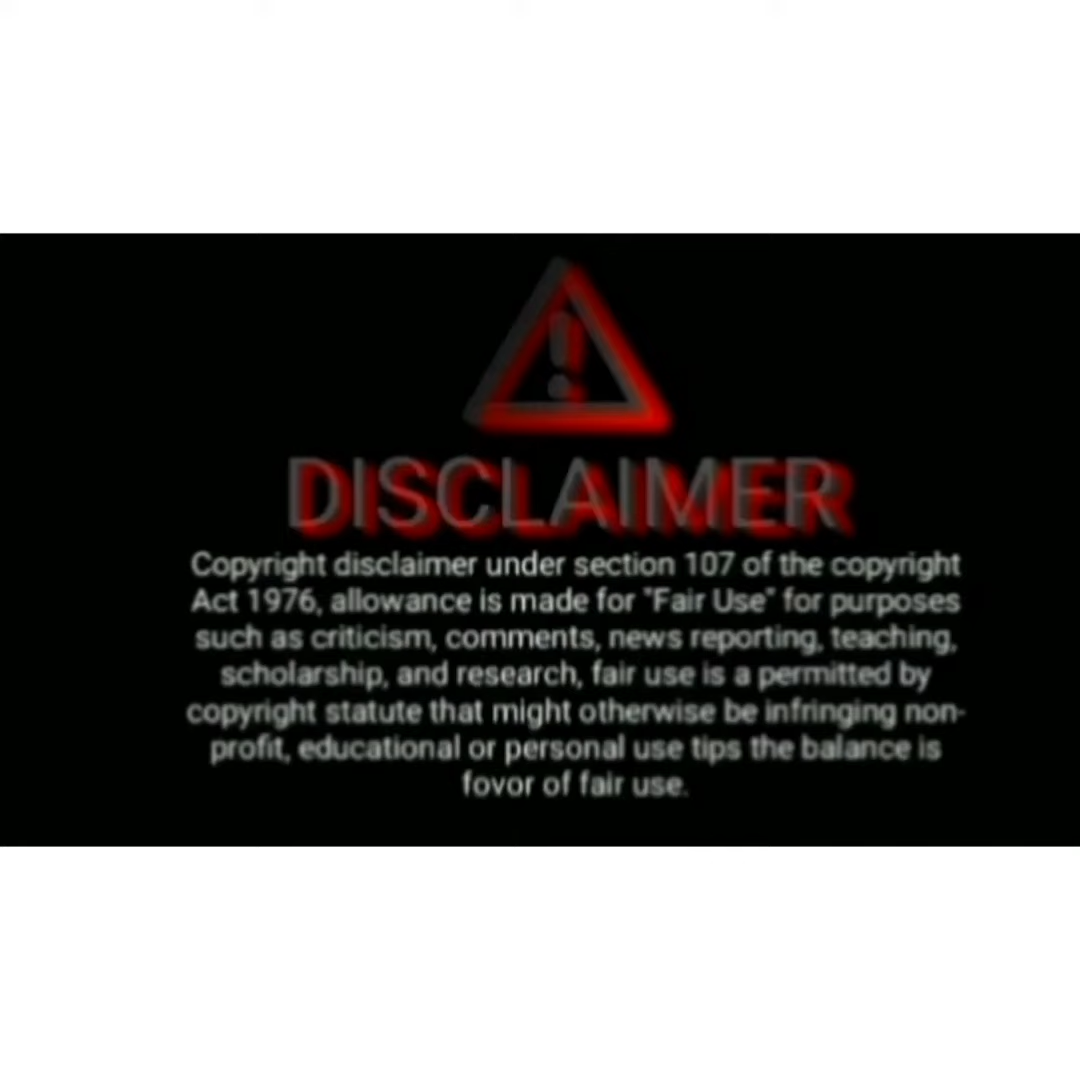 DISCLAIMER
Copyright disclaimer under section 107 of the copyright
Act 1976, allowance is made for "Fair Use" for purposes
such as criticism, comments, news reporting, teaching,
scholarship, and research, fair use is a permitted by
copyright statute that might otherwise be infringing non-
profit, educational or personal use tips the balance is
fovor of fair use.